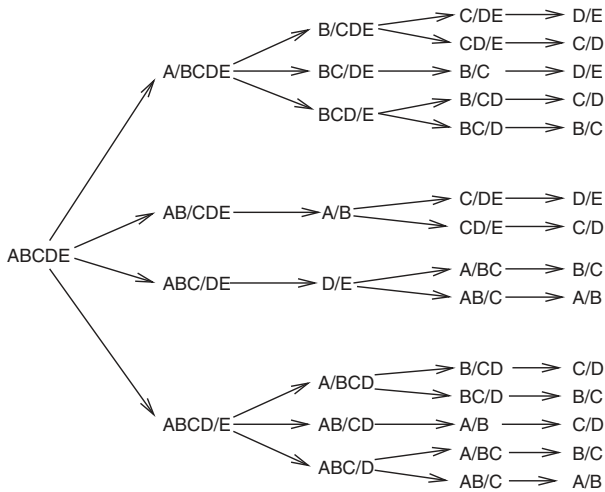 C/DE D/E
B/CDE
CD/E C/D
A/BCDE BC/DE B/C D/E
B/CD C/D
BCD/E
BC/D B/C
C/DE D/E
AB/CDE A/B
CD/E C/D
ABCDE
A/BC B/C
ABC/DE D/E
AB/C A/B
B/CD C/D
A/BCD
BC/D B/C
ABCD/E AB/CD A/B C/D
A/BC B/C
ABC/D
AB/C A/B